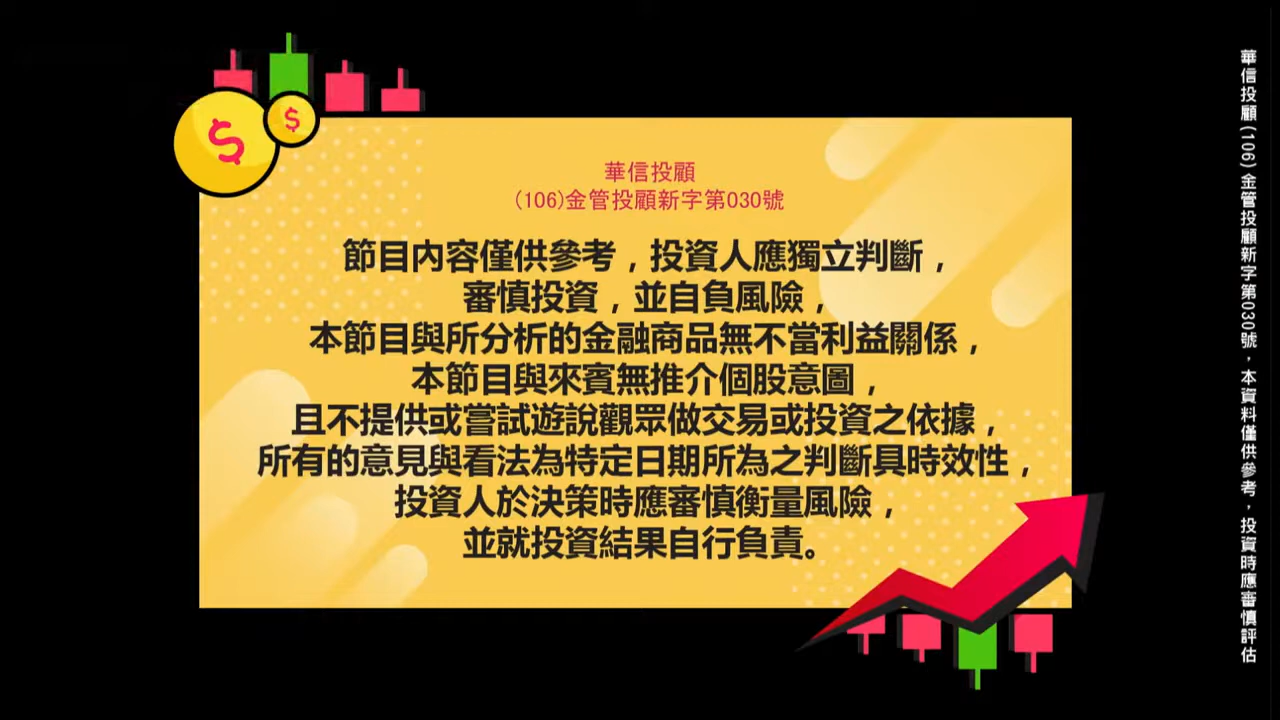 華信投顧
(106)金管投顧新字第030號
節目內容僅供參考，投資人應獨立判斷，
審慎投資，並自負風險，
本節目與所分析的金融商品無不當利益關係，
本節目與來賓無推介個股意圖，
且不提供或嘗試遊說觀眾做交易或投資之依據，
所有的意見與看法為特定日期所為之判斷具時效性，
投資人於決策時應審慎衡量風險，
並就投資結果自行負責。
華信投顧(106)金管投顧新字第030號，本資料僅供參考，投資時應審慎評估
$
$